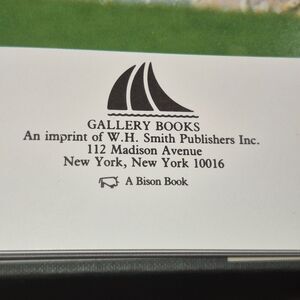 GALLERY BOOKS
An imprint of W.H. Smith Publishers Inc.
112 Madison Avenue
New York, New York 10016
A Bison Book